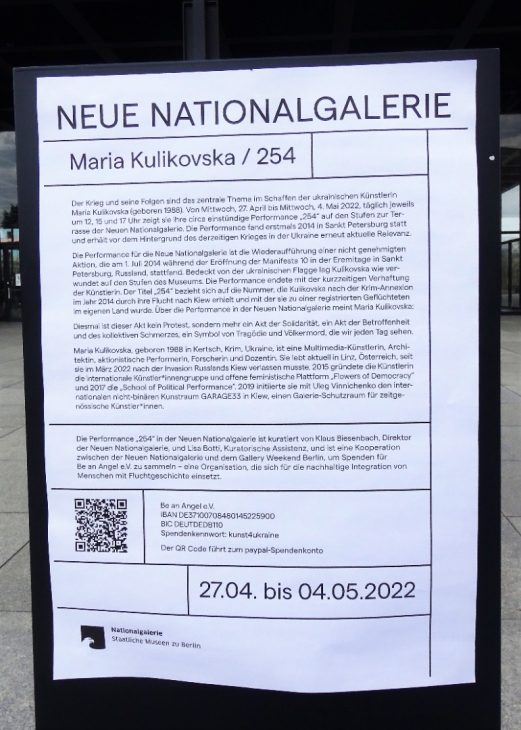 NEUE NATIONALGALERIE
Maria Kulikovska / 254
Der Krieg und seine Folgen sind das zentrale Thema im Schaffen der ukrainischen Künstlerin
Maria Kulikovska (geboren 1988). Von Mittwoch, 27. April bis Mittwoch, 4. Mai 2022, täglich jeweils
um 12, 15 und 17 Uhr zeigt sie ihre circa einstündige Performance „254" auf den Stufen zur Ter-
rasse der Neuen Nationalgalerie. Die Performance fand erstmals 2014 in Sankt Petersburg statt
und erhält vor dem Hintergrund des derzeitigen Krieges in der Ukraine erneut aktuelle Relevanz.
Die Performance für die Neue Nationalgalerie ist die Wiederaufführung einer nicht genehmigten
Aktion, die am 1. Juli 2014 während der Eröffnung der Manifesta 10 in der Eremitage in Sankt
Petersburg, Russland, stattfand. Bedeckt von der ukrainischen Flagge lag Kulikovska wie ver-
wundet auf den Stufen des Museums. Die Performance endete mit der kurzzeitigen Verhaftung
der Künstlerin. Der Titel „254" bezieht sich auf die Nummer, die Kulikovska nach der Krim-Annexion
im Jahr 2014 durch ihre Flucht nach Kiew erhielt und mit der sie zu einer registrierten Geflüchteten
im eigenen Land wurde. Über die Performance in der Neuen Nationalgalerie meint Maria Kulikovska:
Diesmal ist dieser Akt kein Protest, sondern mehr ein Akt der Solidarität, ein Akt der Betroffenheit
und des kollektiven Schmerzes, ein Symbol von Tragödie und Völkermord, die wir jeden Tag sehen.
Maria Kulikovska, geboren 1988 in Kertsch, Krim, Ukraine, ist eine Multimedia-Künstlerin, Archi-
tektin, aktionistische Performerin, Forscherin und Dozentin. Sie lebt aktuell in Linz, Österreich, seit
sie im März 2022 nach der Invasion Russlands Kiew verlassen musste. 2015 gründete die Künstlerin
die internationale Künstler*innengruppe und offene feministische Plattform „Flowers of Democracy"
und 2017 die „School of Political Performance". 2019 initiierte sie mit Uleg Vinnichenko den inter-
nationalen nicht-binären Kunstraum GARAGE33 in Kiew, einen Galerie-Schutzraum für zeitge-
nössische Künstler*innen.
Die Performance „254" in der Neuen Nationalgalerie ist kuratiert von Klaus Biesenbach, Direktor
der Neuen Nationalgalerie, und Lisa Botti, Kuratorische Assistenz, und ist eine Kooperation
zwischen der Neuen Nationalgalerie und dem Gallery Weekend Berlin, um Spenden für
Be an Angel e.V. zu sammeln – eine Organisation, die sich für die nachhaltige Integration von
Menschen mit Fluchtgeschichte einsetzt.
Be an Angel e.V.
IBAN DE37100708480145225900
BIC DEUTDEDB110
Spendenkennwort: kunst4ukraine
Der QR Code führt zum paypal-Spendenkonto
27.04. bis 04.05.2022
Nationalgalerie
Staatliche Museen zu Berlin